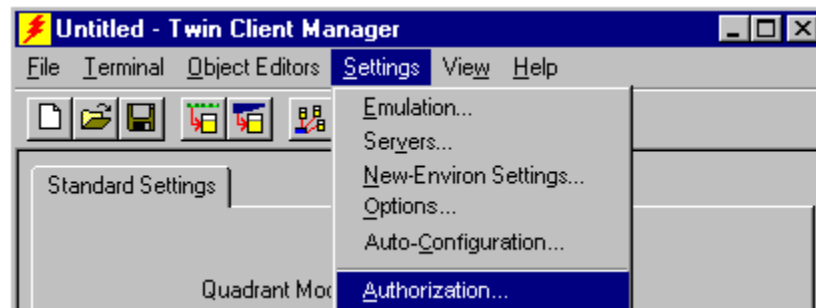 Untitled - Twin Client Manager
File Terminal Object Editors Settings View Help
Emulation...
Servers...
New-Environ Settings...
Standard Settings
Options...
Auto-Configuration...
Quadrant
Authorization...